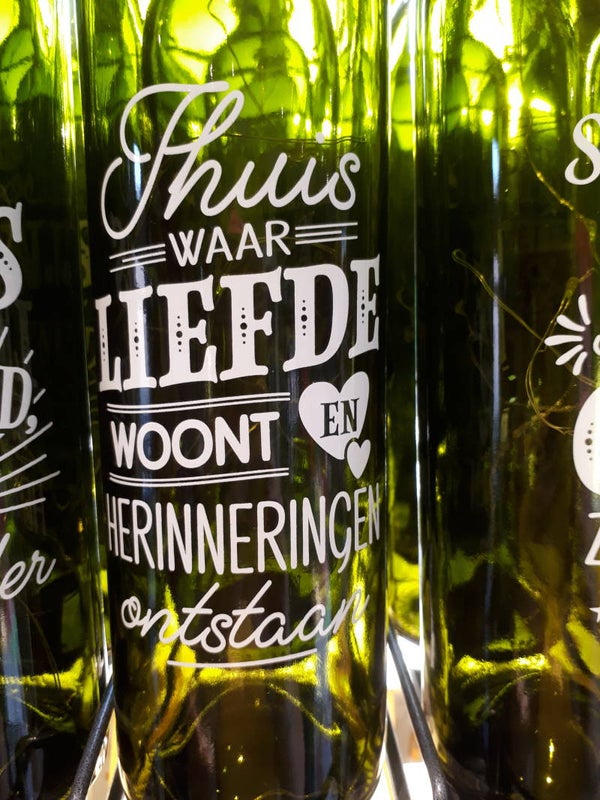 Thuis
WAAR
LIEFDE
WOONT EN
HERINNERINGEN
ontstaan